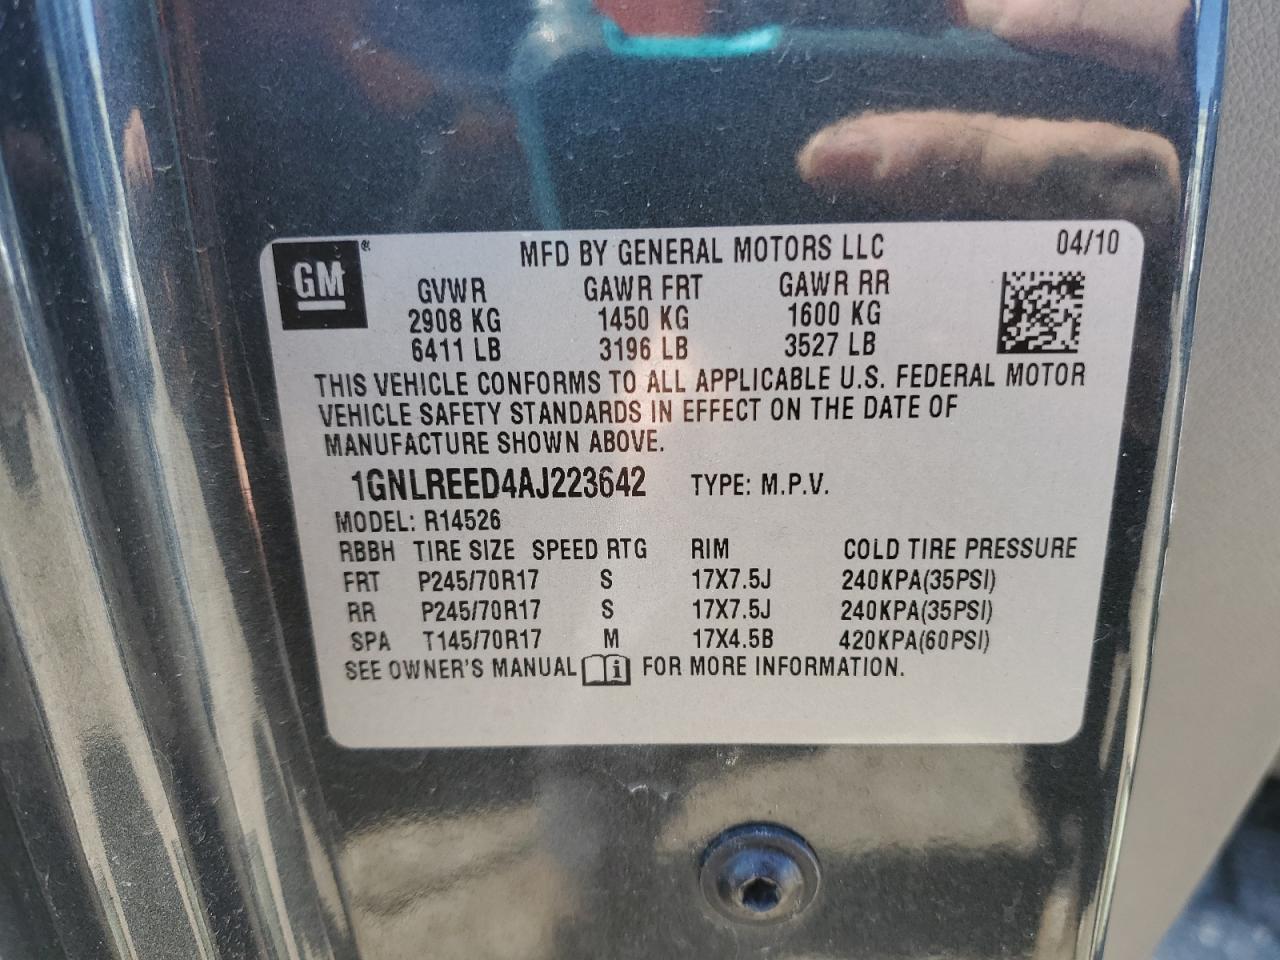 GM ®
MFD BY GENERAL MOTORS LLC 04/10
GVWR GAWR FRT GAWR RR
2908 KG 1450 KG 1600 KG
6411 LB 3196 LB 3527 LB
THIS VEHICLE CONFORMS TO ALL APPLICABLE U.S. FEDERAL MOTOR
VEHICLE SAFETY STANDARDS IN EFFECT ON THE DATE OF
MANUFACTURE SHOWN ABOVE.
1GNLREED4AJ223642 TYPE: M.P.V.
MODEL: R14526
RBBH TIRE SIZE SPEED RTG RIM COLD TIRE PRESSURE
FRT P245/70R17 S 17X7.5J 240KPA(35PSI)
RR P245/70R17 S 17X7.5J 240KPA(35PSI)
SPA T145/70R17 M 17X4.5B 420KPA(60PSI)
SEE OWNER'S MANUAL i FOR MORE INFORMATION.